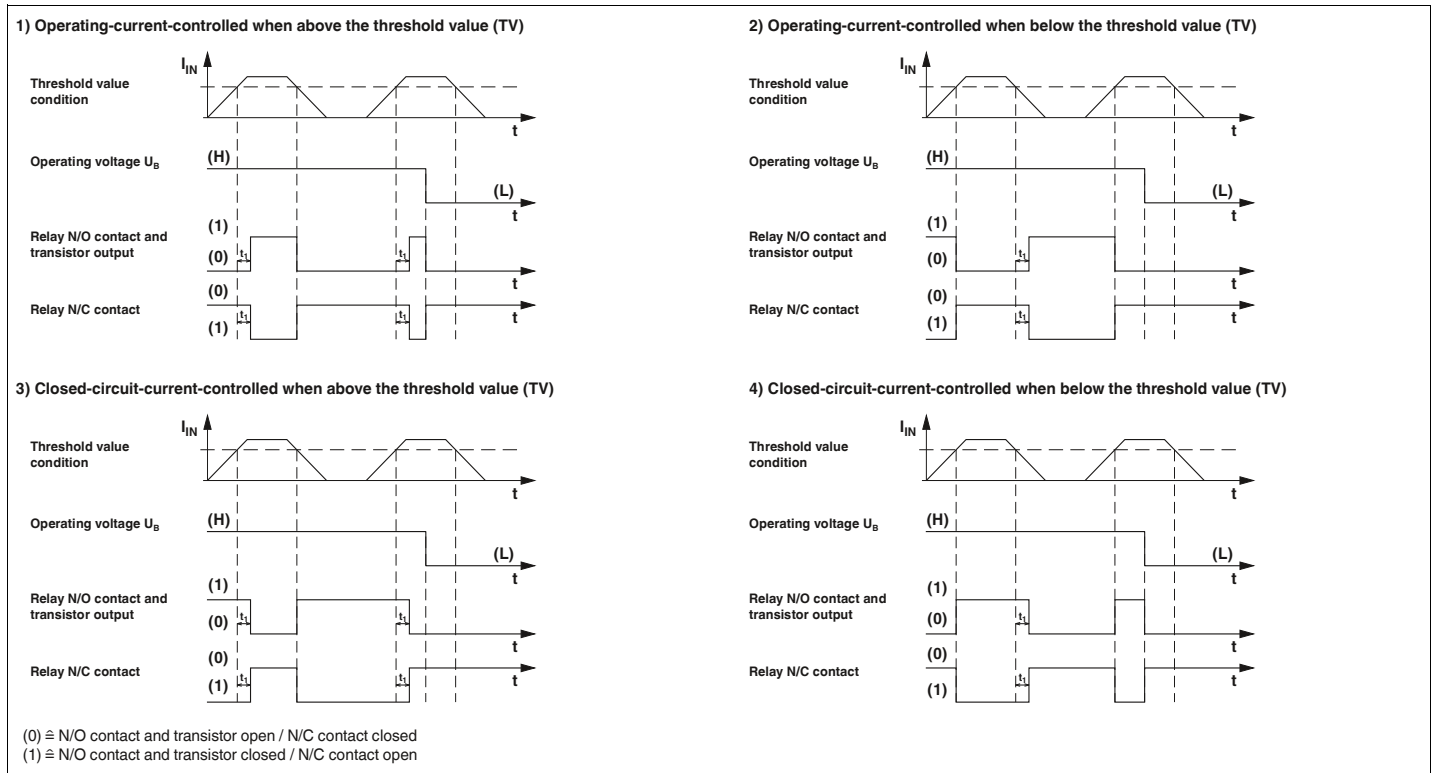 1) Operating-current-controlled when above the threshold value (TV)
I_IN
Threshold value
condition
t
Operating voltage U_B
(H)
(L)
t
Relay N/O contact and
transistor output
(1)
(0)
t₁
t₁
t
Relay N/C contact
(0)
(1)
t₁
t₁
t
2) Operating-current-controlled when below the threshold value (TV)
I_IN
Threshold value
condition
t
Operating voltage U_B
(H)
(L)
t
Relay N/O contact and
transistor output
(1)
(0)
t₁
t
Relay N/C contact
(0)
(1)
t₁
t
3) Closed-circuit-current-controlled when above the threshold value (TV)
I_IN
Threshold value
condition
t
Operating voltage U_B
(H)
(L)
t
Relay N/O contact and
transistor output
(1)
(0)
t₁
t₁
t
Relay N/C contact
(0)
(1)
t₁
t₁
t
4) Closed-circuit-current-controlled when below the threshold value (TV)
I_IN
Threshold value
condition
t
Operating voltage U_B
(H)
(L)
t
Relay N/O contact and
transistor output
(1)
(0)
t₁
t
Relay N/C contact
(0)
(1)
t₁
t
(0) ≙ N/O contact and transistor open / N/C contact closed
(1) ≙ N/O contact and transistor closed / N/C contact open